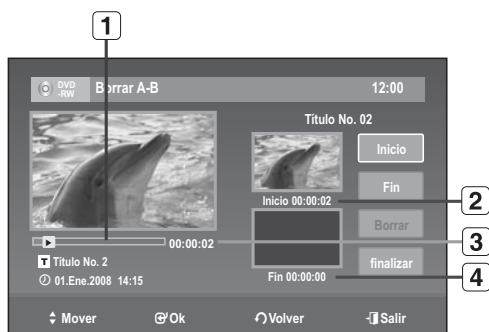 1
DVD -RW Borrar A-B 12:00
Título No. 02
Inicio
Inicio 00:00:02
Fin
2
Borrar
00:00:02
3
T Título No. 2
finalizar
01.Ene.2008 14:15
Fin 00:00:00
4
Mover Ok Volver Salir